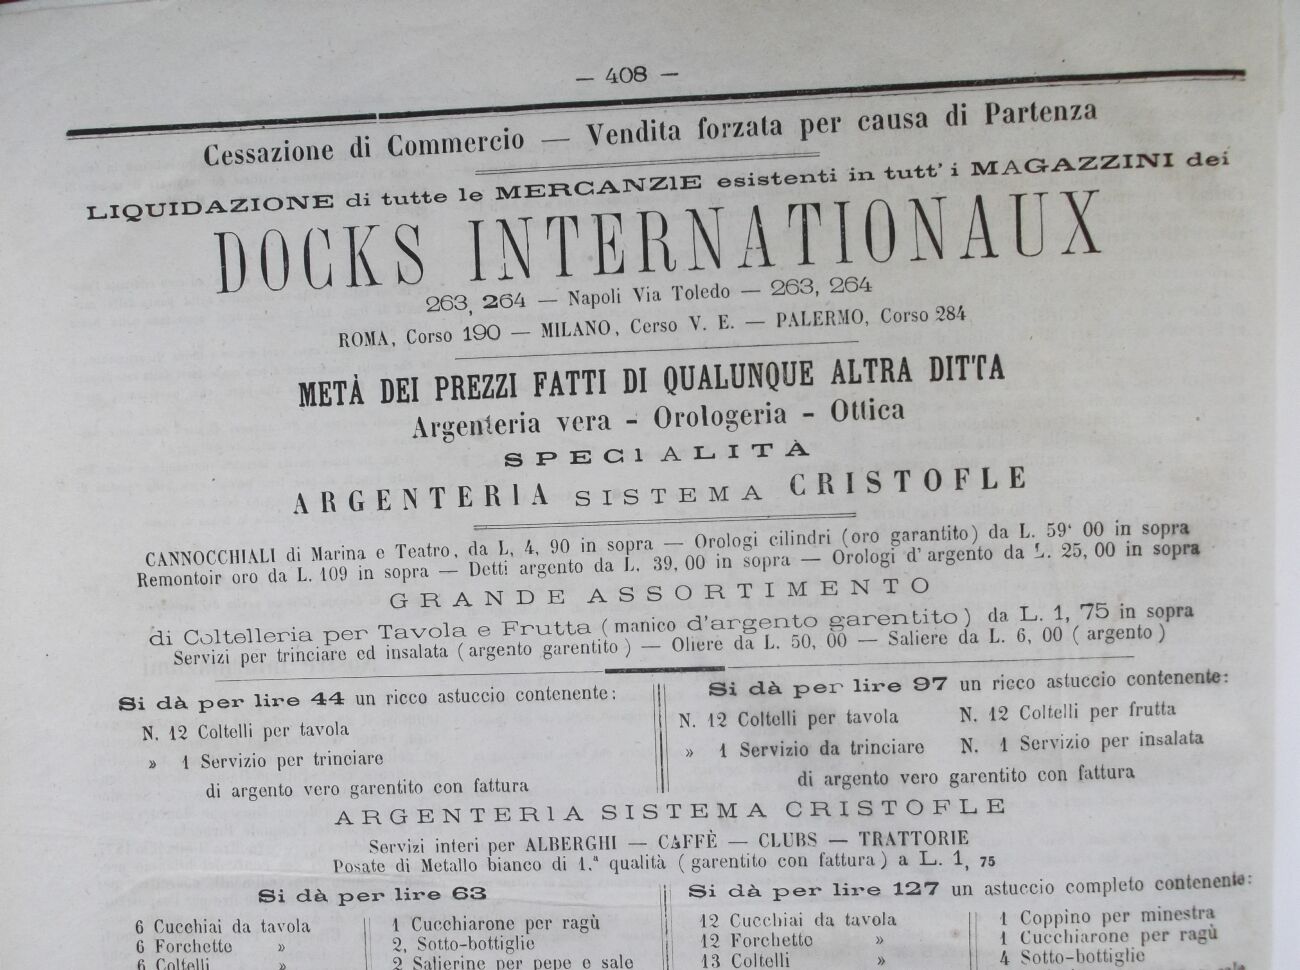 — 408 —
Cessazione di Commercio — Vendita forzata per causa di Partenza
LIQUIDAZIONE di tutte le MERCANZIE esistenti in tutt' i MAGAZZINI dei
DOCKS INTERNATIONAUX
263, 264 — Napoli Via Toledo — 263, 264
ROMA, Corso 190 — MILANO, Cerso V. E. — PALERMO, Corso 284
METÀ DEI PREZZI FATTI DI QUALUNQUE ALTRA DITTA
Argenteria vera - Orologeria - Ottica
SPECIALITÀ
ARGENTERIA SISTEMA CRISTOFLE
CANNOCCHIALI di Marina e Teatro, da L, 4, 90 in sopra — Orologi cilindri (oro garantito) da L. 59' 00 in sopra
Remontoir oro da L. 109 in sopra — Detti argento da L. 39, 00 in sopra — Orologi d'argento da L. 25, 00 in sopra
GRANDE ASSORTIMENTO
di Coltelleria per Tavola e Frutta (manico d'argento garentito) da L. 1, 75 in sopra
Servizi per trinciare ed insalata (argento garentito) — Oliere da L. 50, 00 — Saliere da L. 6, 00 (argento)
Si dà per lire 44 un ricco astuccio contenente:
N. 12 Coltelli per tavola
» 1 Servizio per trinciare
di argento vero garentito con fattura
Si dà per lire 97 un ricco astuccio contenente:
N. 12 Coltelli per tavola N. 12 Coltelli per frutta
» 1 Servizio da trinciare N. 1 Servizio per insalata
di argento vero garentito con fattura
ARGENTERIA SISTEMA CRISTOFLE
Servizi interi per ALBERGHI — CAFFÈ — CLUBS — TRATTORIE
Posate di Metallo bianco di 1.ª qualità (garentito con fattura) a L. 1, 75
Si dà per lire 63
6 Cucchiai da tavola
6 Forchette »
6 Coltelli »
1 Cucchiarone per ragù
2, Sotto-bottiglie
2 Salierine per pepe e sale
Si dà per lire 127 un astuccio completo contenente:
12 Cucchiai da tavola
12 Forchette »
13 Coltelli »
1 Coppino per minestra
1 Cucchiarone per ragù
4 Sotto-bottiglie